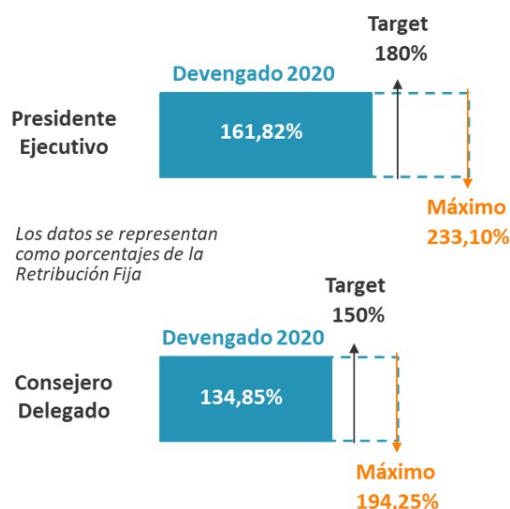 Target
180%
Devengado 2020
Presidente
Ejecutivo
161,82%
Máximo
233,10%
Los datos se representan
como porcentajes de la
Retribución Fija
Target
150%
Devengado 2020
Consejero
Delegado
134,85%
Máximo
194,25%